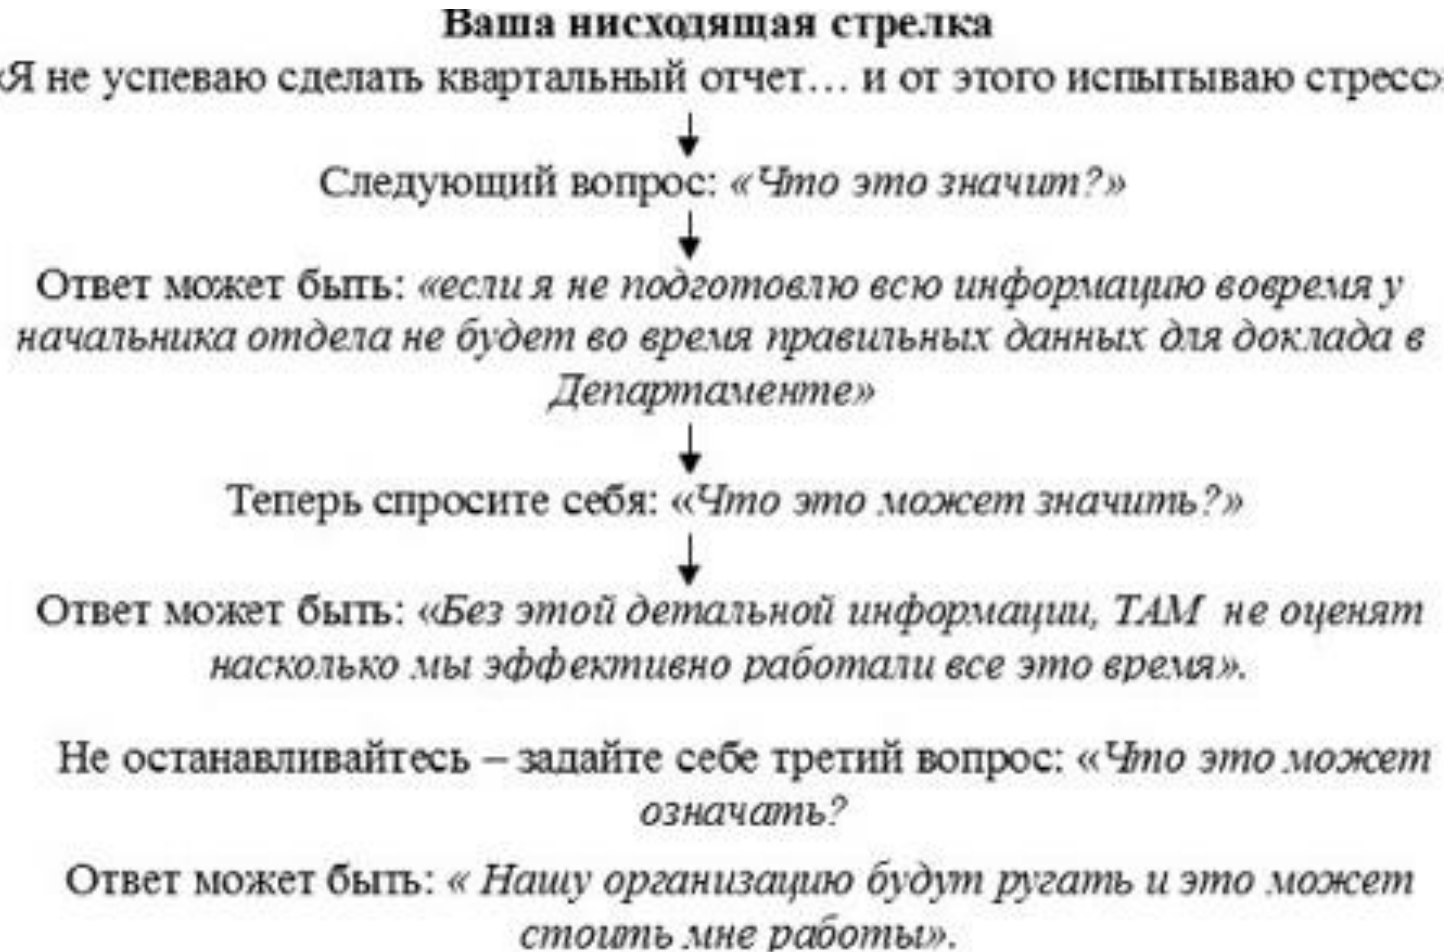 Ваша нисходящая стрелка
«Я не успеваю сделать квартальный отчет… и от этого испытываю стресс»
Следующий вопрос: «Что это значит?»
Ответ может быть: «если я не подготовлю всю информацию вовремя у
начальника отдела не будет во время правильных данных для доклада в
Департаменте»
Теперь спросите себя: «Что это может значить?»
Ответ может быть: «Без этой детальной информации, ТАМ не оценят
насколько мы эффективно работали все это время».
Не останавливайтесь – задайте себе третий вопрос: «Что это может
означать?
Ответ может быть: « Нашу организацию будут ругать и это может
стоить мне работы».